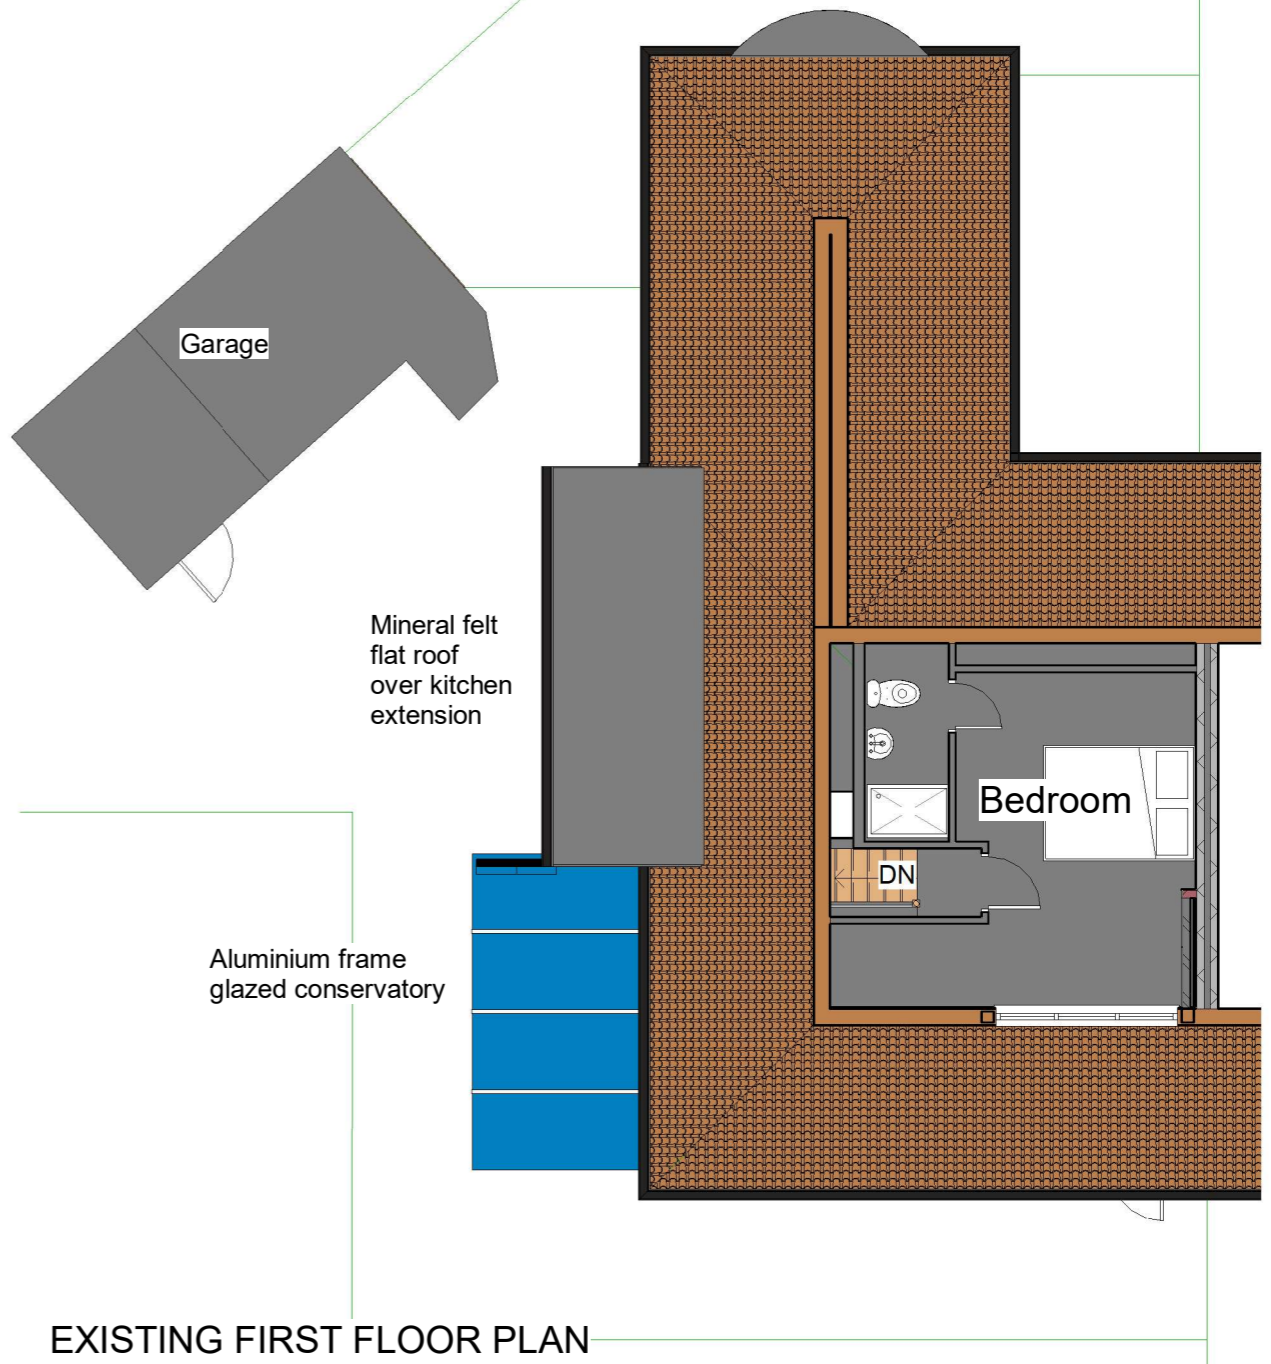 Garage
Mineral felt
flat roof
over kitchen
extension
Bedroom
DN
Aluminium frame
glazed conservatory
EXISTING FIRST FLOOR PLAN